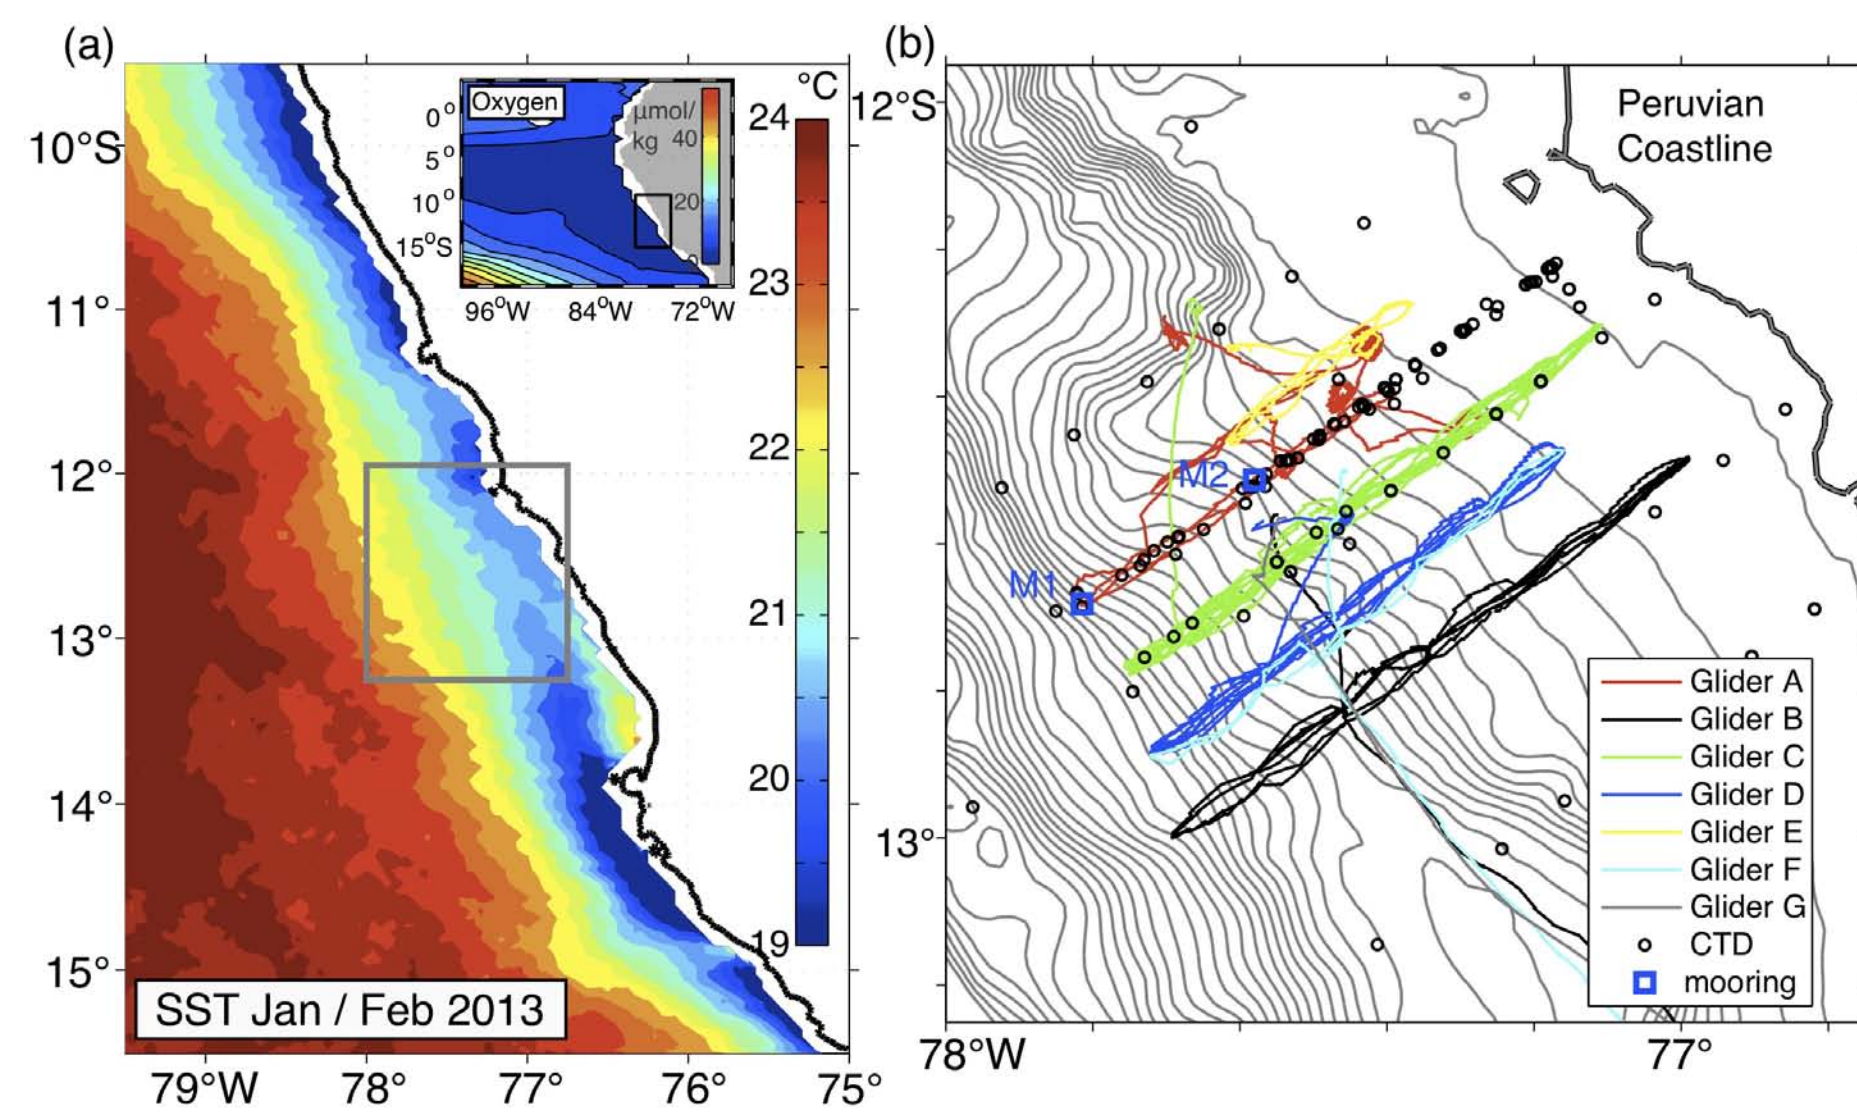 (a)
10°S
11°
12°
13°
14°
15°
79°W 78° 77° 76° 75°
SST Jan / Feb 2013
Oxygen
0°
5°
10°
15°S
96°W 84°W 72°W
µmol/
kg 40
20
0
°C
24
23
22
21
20
19
(b)
12°S
13°
78°W 77°
Peruvian
Coastline
M2
M1
Glider A
Glider B
Glider C
Glider D
Glider E
Glider F
Glider G
CTD
mooring